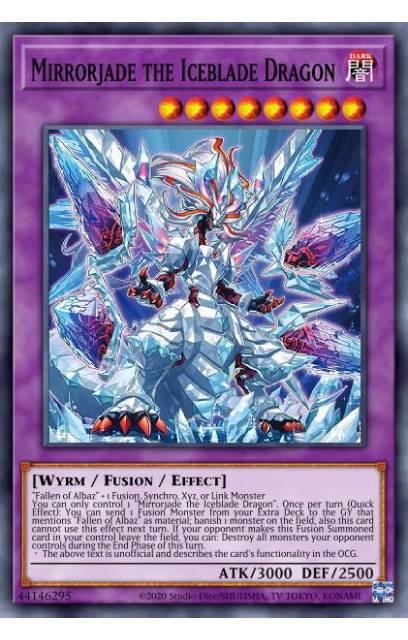 MIRRORJADE THE ICEBLADE DRAGON
DARK
闇
[WYRM / FUSION / EFFECT]
"Fallen of Albaz" + 1 Fusion, Synchro, Xyz, or Link Monster
You can only control 1 "Mirrorjade the Iceblade Dragon". Once per turn (Quick
Effect): You can send 1 Fusion Monster from your Extra Deck to the GY that
mentions "Fallen of Albaz" as material; banish 1 monster on the field, also this card
cannot use this effect next turn. If your opponent makes this Fusion Summoned
card in your control leave the field, you can: Destroy all monsters your opponent
controls during the End Phase of this turn.
- The above text is unofficial and describes the card's functionality in the OCG.
ATK/3000 DEF/2500
44146295
©2020 Studio Dice/SHUEISHA, TV TOKYO, KONAMI